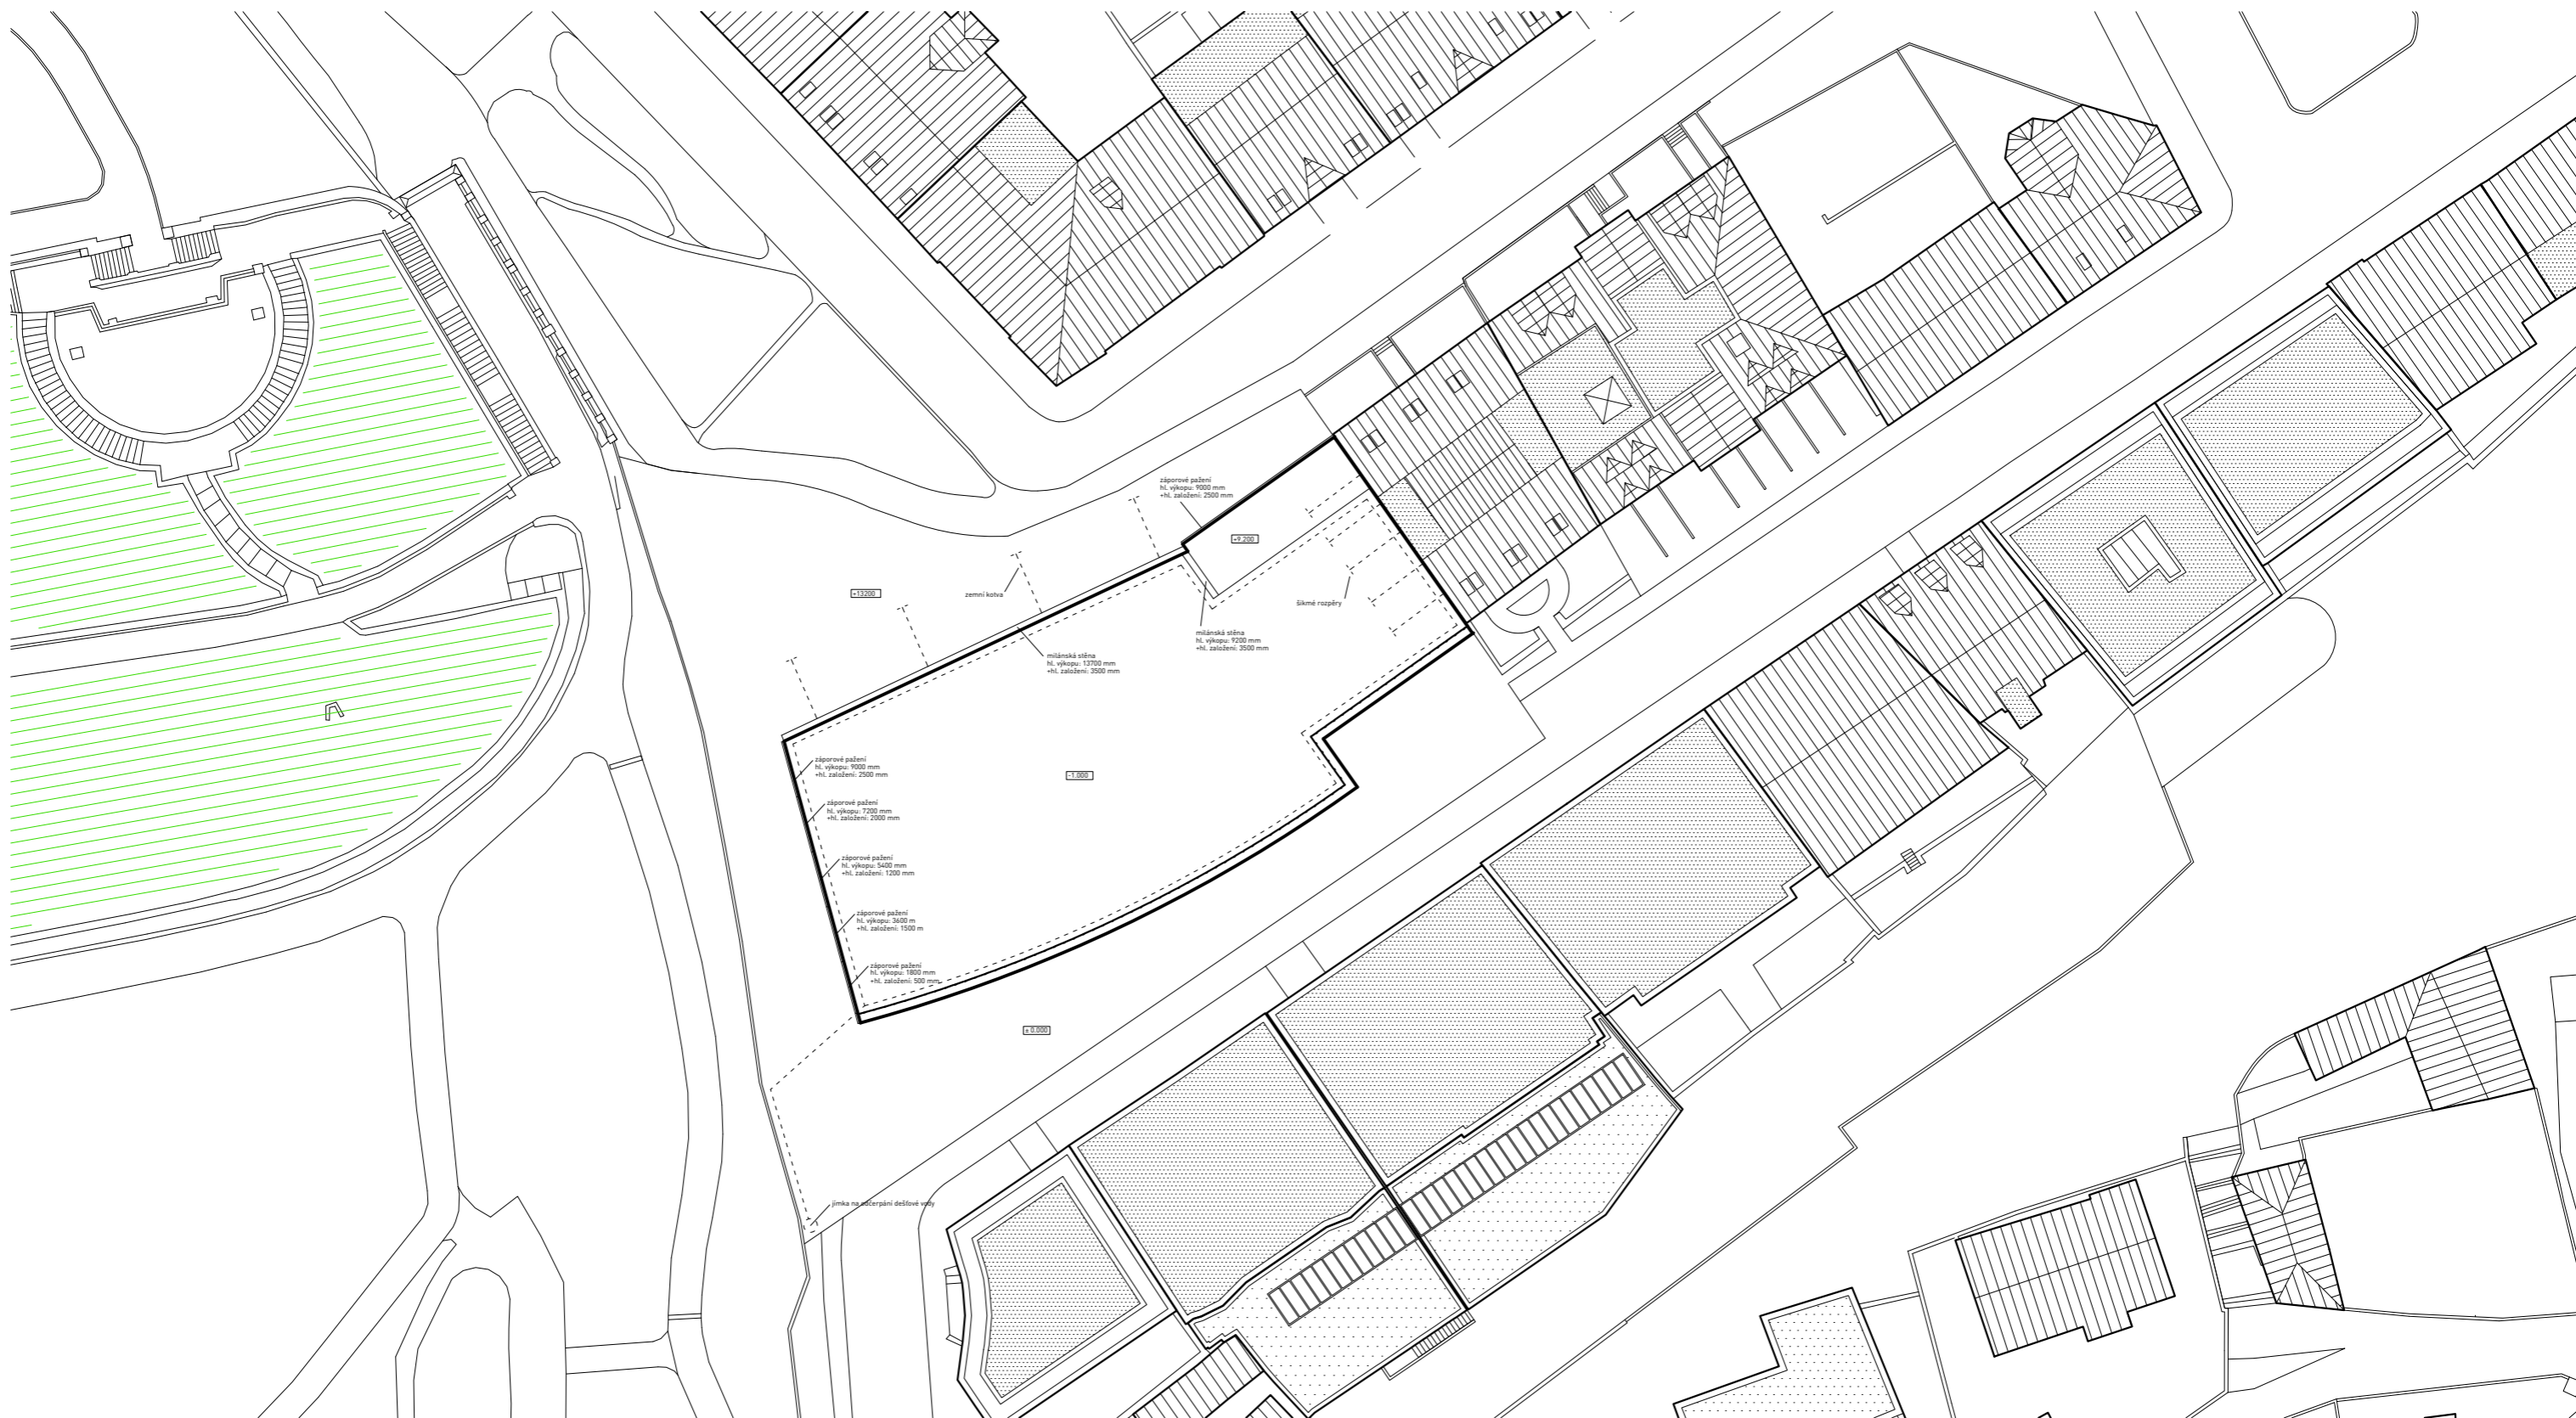 záporové pažení
hl. výkopu: 9000 mm
+hl. založení: 2500 mm
+9,200
+13200
zemní kotva
šikmé rozpěry
milánská stěna
hl. výkopu: 9200 mm
+hl. založení: 3500 mm
milánská stěna
hl. výkopu: 13700 mm
+hl. založení: 3500 mm
záporové pažení
hl. výkopu: 9000 mm
+hl. založení: 2500 mm
-1,000
záporové pažení
hl. výkopu: 7200 mm
+hl. založení: 2000 mm
záporové pažení
hl. výkopu: 5400 mm
+hl. založení: 1200 mm
záporové pažení
hl. výkopu: 3600 m
+hl. založení: 1500 m
záporové pažení
hl. výkopu: 1800 mm
+hl. založení: 500 mm
± 0,000
jímka na odčerpání dešťové vody